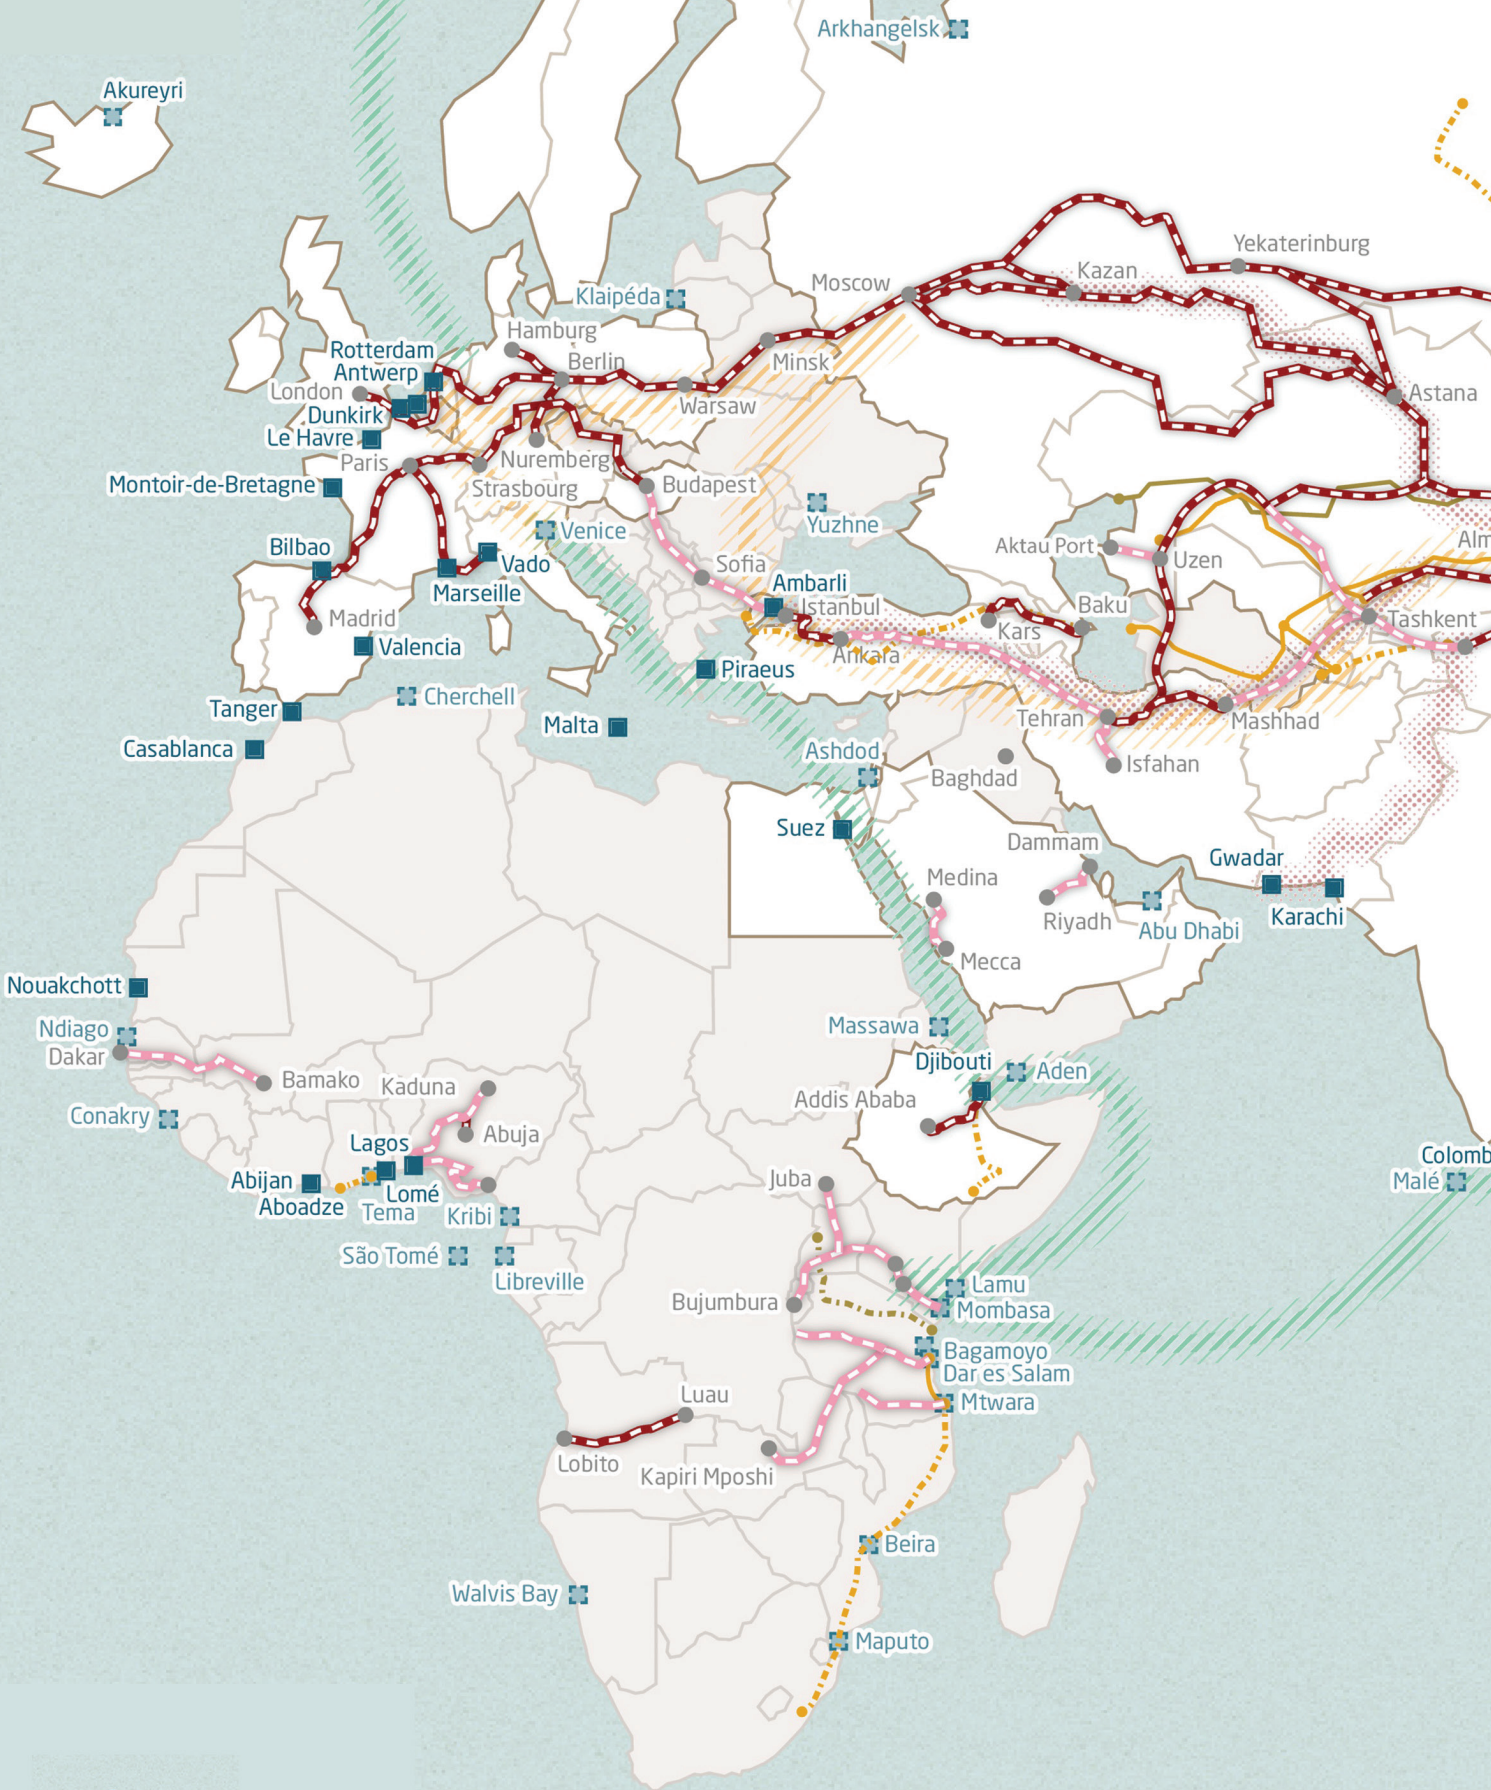 Arkhangelsk
Akureyri
Yekaterinburg
Kazan
Moscow
Klaipéda
Hamburg
Rotterdam
Berlin
Minsk
Antwerp
London
Astana
Warsaw
Dunkirk
Le Havre
Paris
Nuremberg
Montoir-de-Bretagne
Strasbourg
Budapest
Yuzhne
Venice
Bilbao
Aktau Port
Alm
Vado
Uzen
Sofia
Ambarli
Marseille
Istanbul
Baku
Madrid
Kars
Tashkent
Valencia
Ankara
Piraeus
Cherchell
Tanger
Tehran
Mashhad
Malta
Casablanca
Ashdod
Isfahan
Baghdad
Suez
Dammam
Gwadar
Medina
Karachi
Riyadh
Abu Dhabi
Mecca
Nouakchott
Ndiago
Massawa
Dakar
Djibouti
Aden
Bamako
Kaduna
Addis Ababa
Conakry
Abuja
Lagos
Colomb
Abijan
Juba
Malé
Lomé
Aboadze
Tema
Kribi
São Tomé
Libreville
Lamu
Bujumbura
Mombasa
Bagamoyo
Dar es Salam
Luau
Mtwara
Lobito
Kapiri Mposhi
Beira
Walvis Bay
Maputo